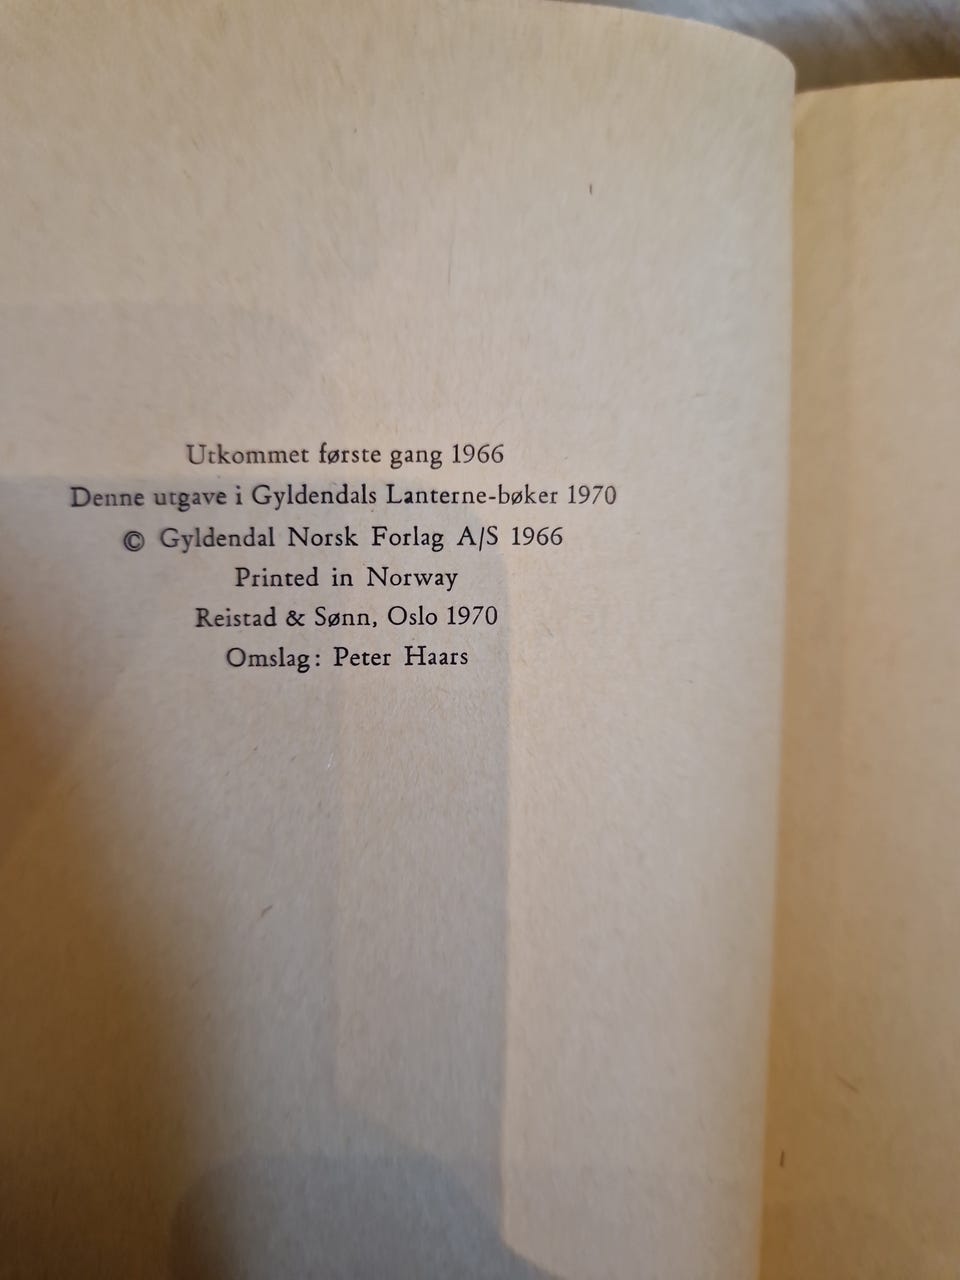 Utkommet første gang 1966
Denne utgave i Gyldendals Lanterne-bøker 1970
© Gyldendal Norsk Forlag A/S 1966
Printed in Norway
Reistad & Sønn, Oslo 1970
Omslag: Peter Haars